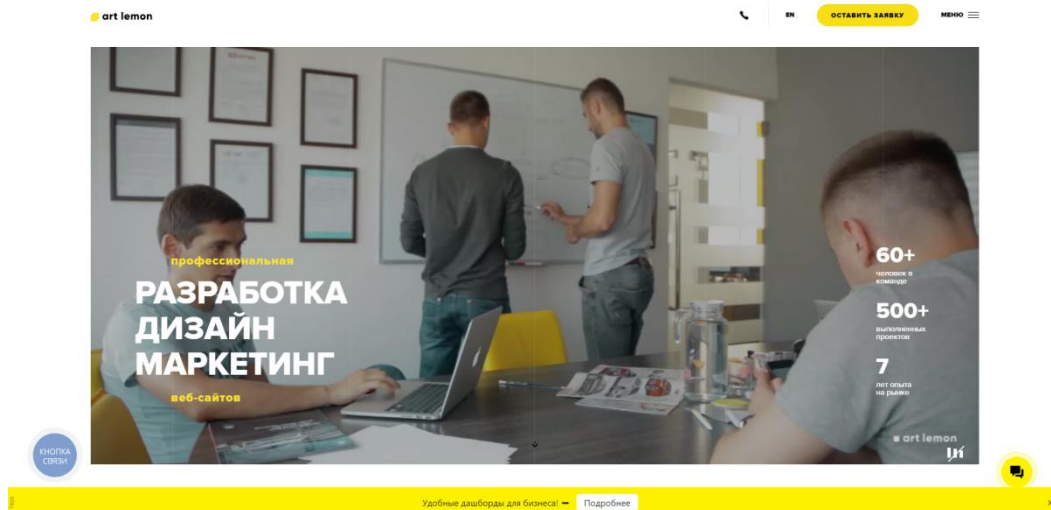 art lemon
EN
ОСТАВИТЬ ЗАЯВКУ
МЕНЮ
профессиональная
РАЗРАБОТКА
ДИЗАЙН
МАРКЕТИНГ
веб-сайтов
60+
человек в
команде
500+
выполненных
проектов
7
лет опыта
на рынке
art lemon
КНОПКА
СВЯЗИ
Удобные дашборды для бизнеса! –
Подробнее